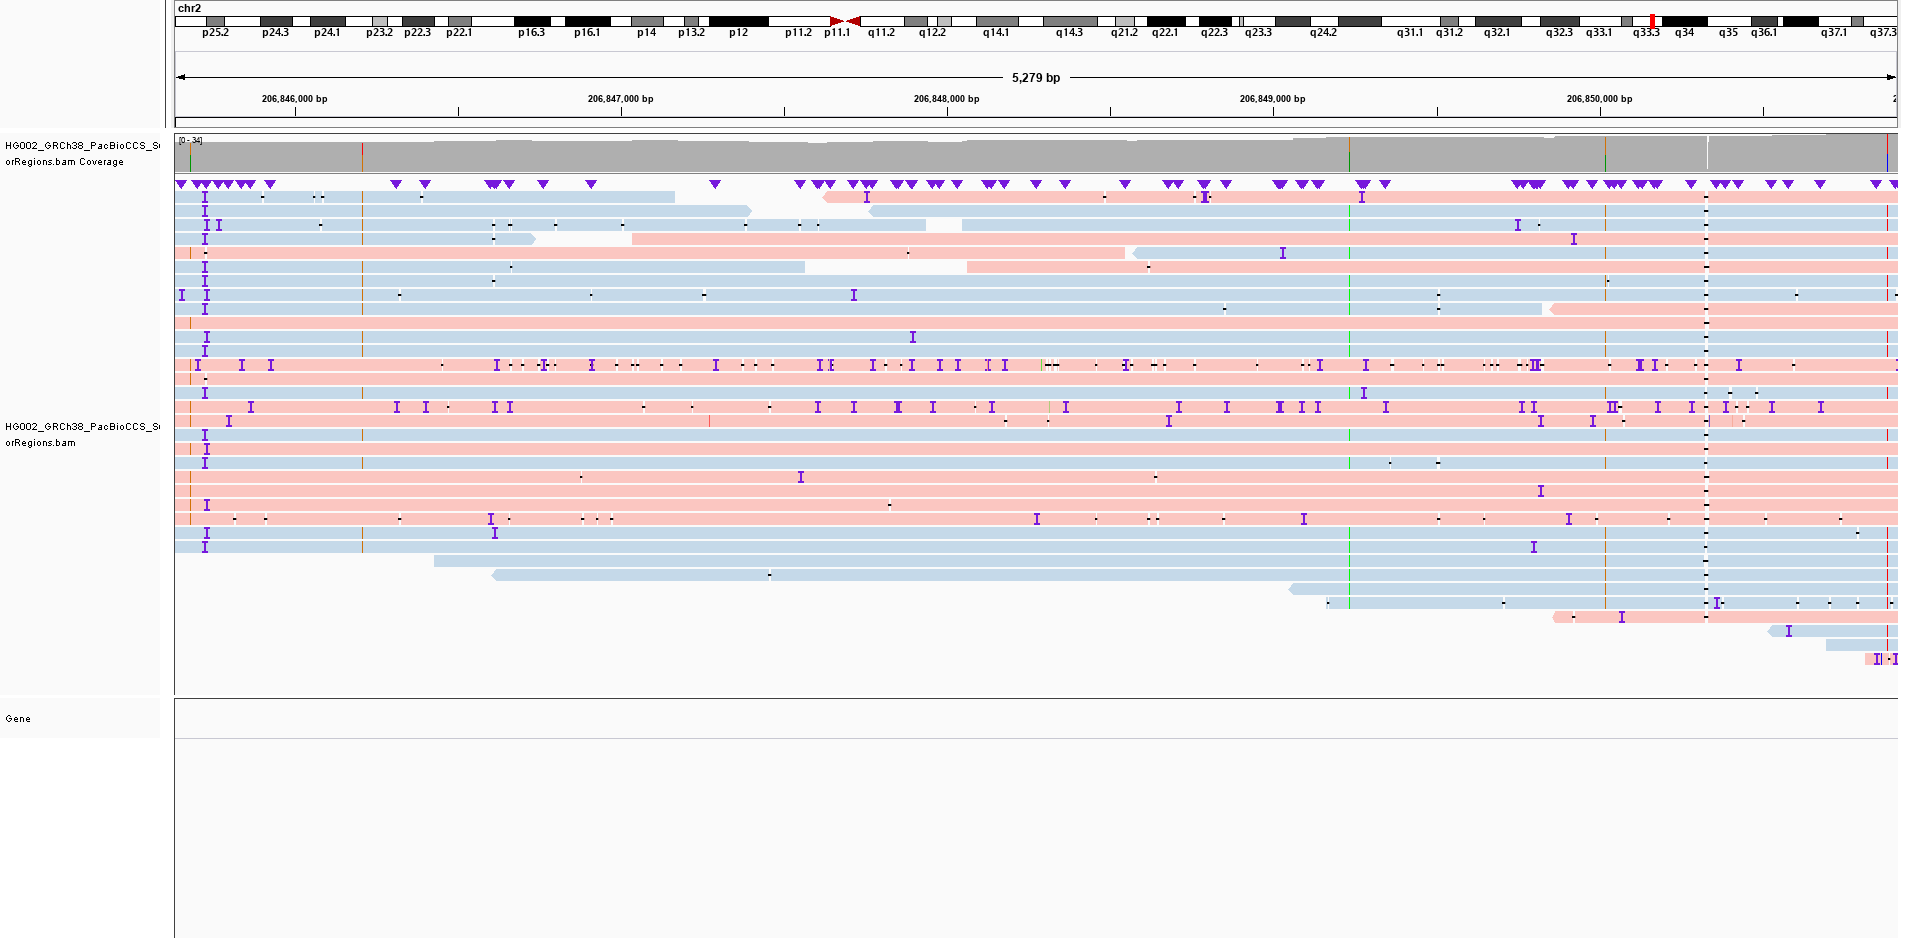 chr2
p25.2 p24.3 p24.1 p23.2 p22.3 p22.1 p16.3 p16.1 p14 p13.2 p12 p11.2 p11.1 q11.2 q12.2 q14.1 q14.3 q21.2 q22.1 q22.3 q23.3 q24.2 q31.1 q31.2 q32.1 q32.3 q33.1 q33.3 q34 q35 q36.1 q37.1 q37.3
5,279 bp
206,846,000 bp 206,847,000 bp 206,848,000 bp 206,849,000 bp 206,850,000 bp 2
[0 - 34]
HG002_GRCh38_PacBioCCS_S
orRegions.bam Coverage
HG002_GRCh38_PacBioCCS_S
orRegions.bam
Gene